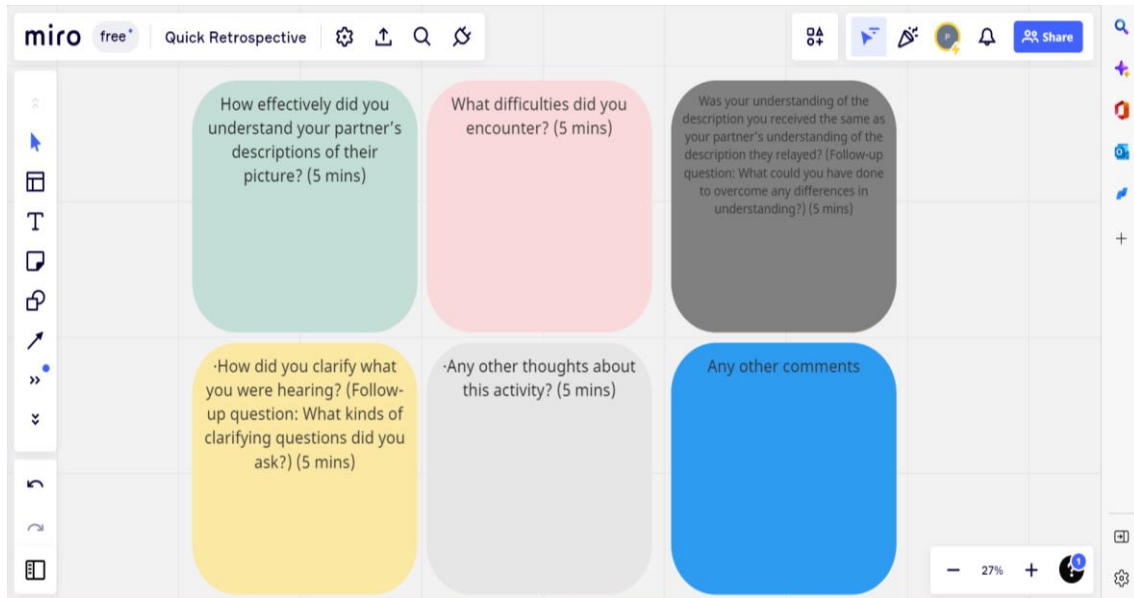 miro free Quick Retrospective Share
How effectively did you
understand your partner's
descriptions of their
picture? (5 mins)
What difficulties did you
encounter? (5 mins)
Was your understanding of the
description you received the same as
your partner's understanding of the
description they relayed? (Follow-up
question: What could you have done
to overcome any differences in
understanding?) (5 mins)
·How did you clarify what
you were hearing? (Follow-
up question: What kinds of
clarifying questions did you
ask?) (5 mins)
·Any other thoughts about
this activity? (5 mins)
Any other comments
27%